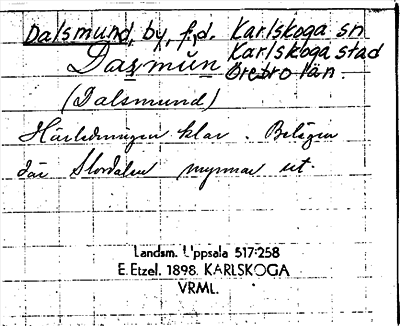 Dalsmund, by, f.d. Karlskoga sn
Karlskoga stad
Dasmŭn Örebro län.
(Dalsmund)
Härledningen klar. Belägen
där Stordalen mynnar ut.
Landsm. Uppsala 517:258
E. Etzel. 1898. KARLSKOGA
VRML.